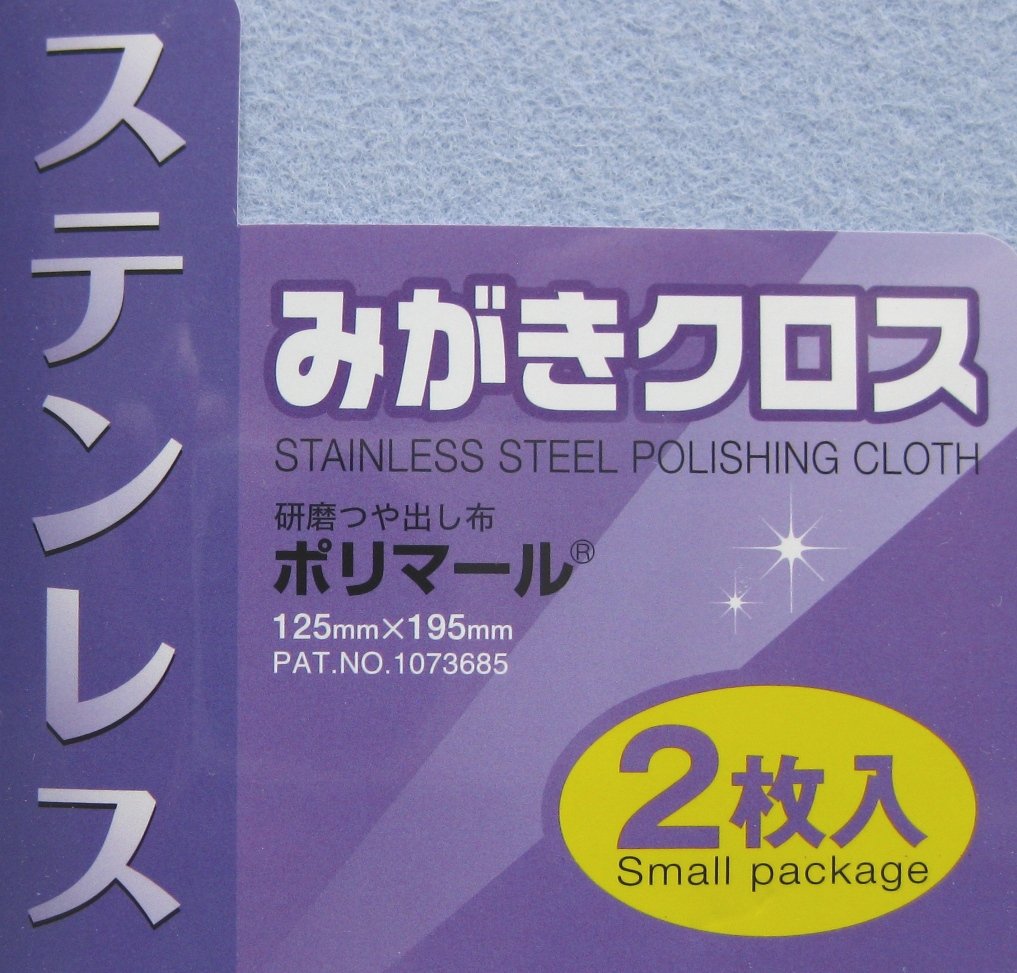 ステンレス
みがきクロス
STAINLESS STEEL POLISHING CLOTH
研磨つや出し布
ポリマール®
125mm×195mm
PAT.NO.1073685
2枚入
Small package